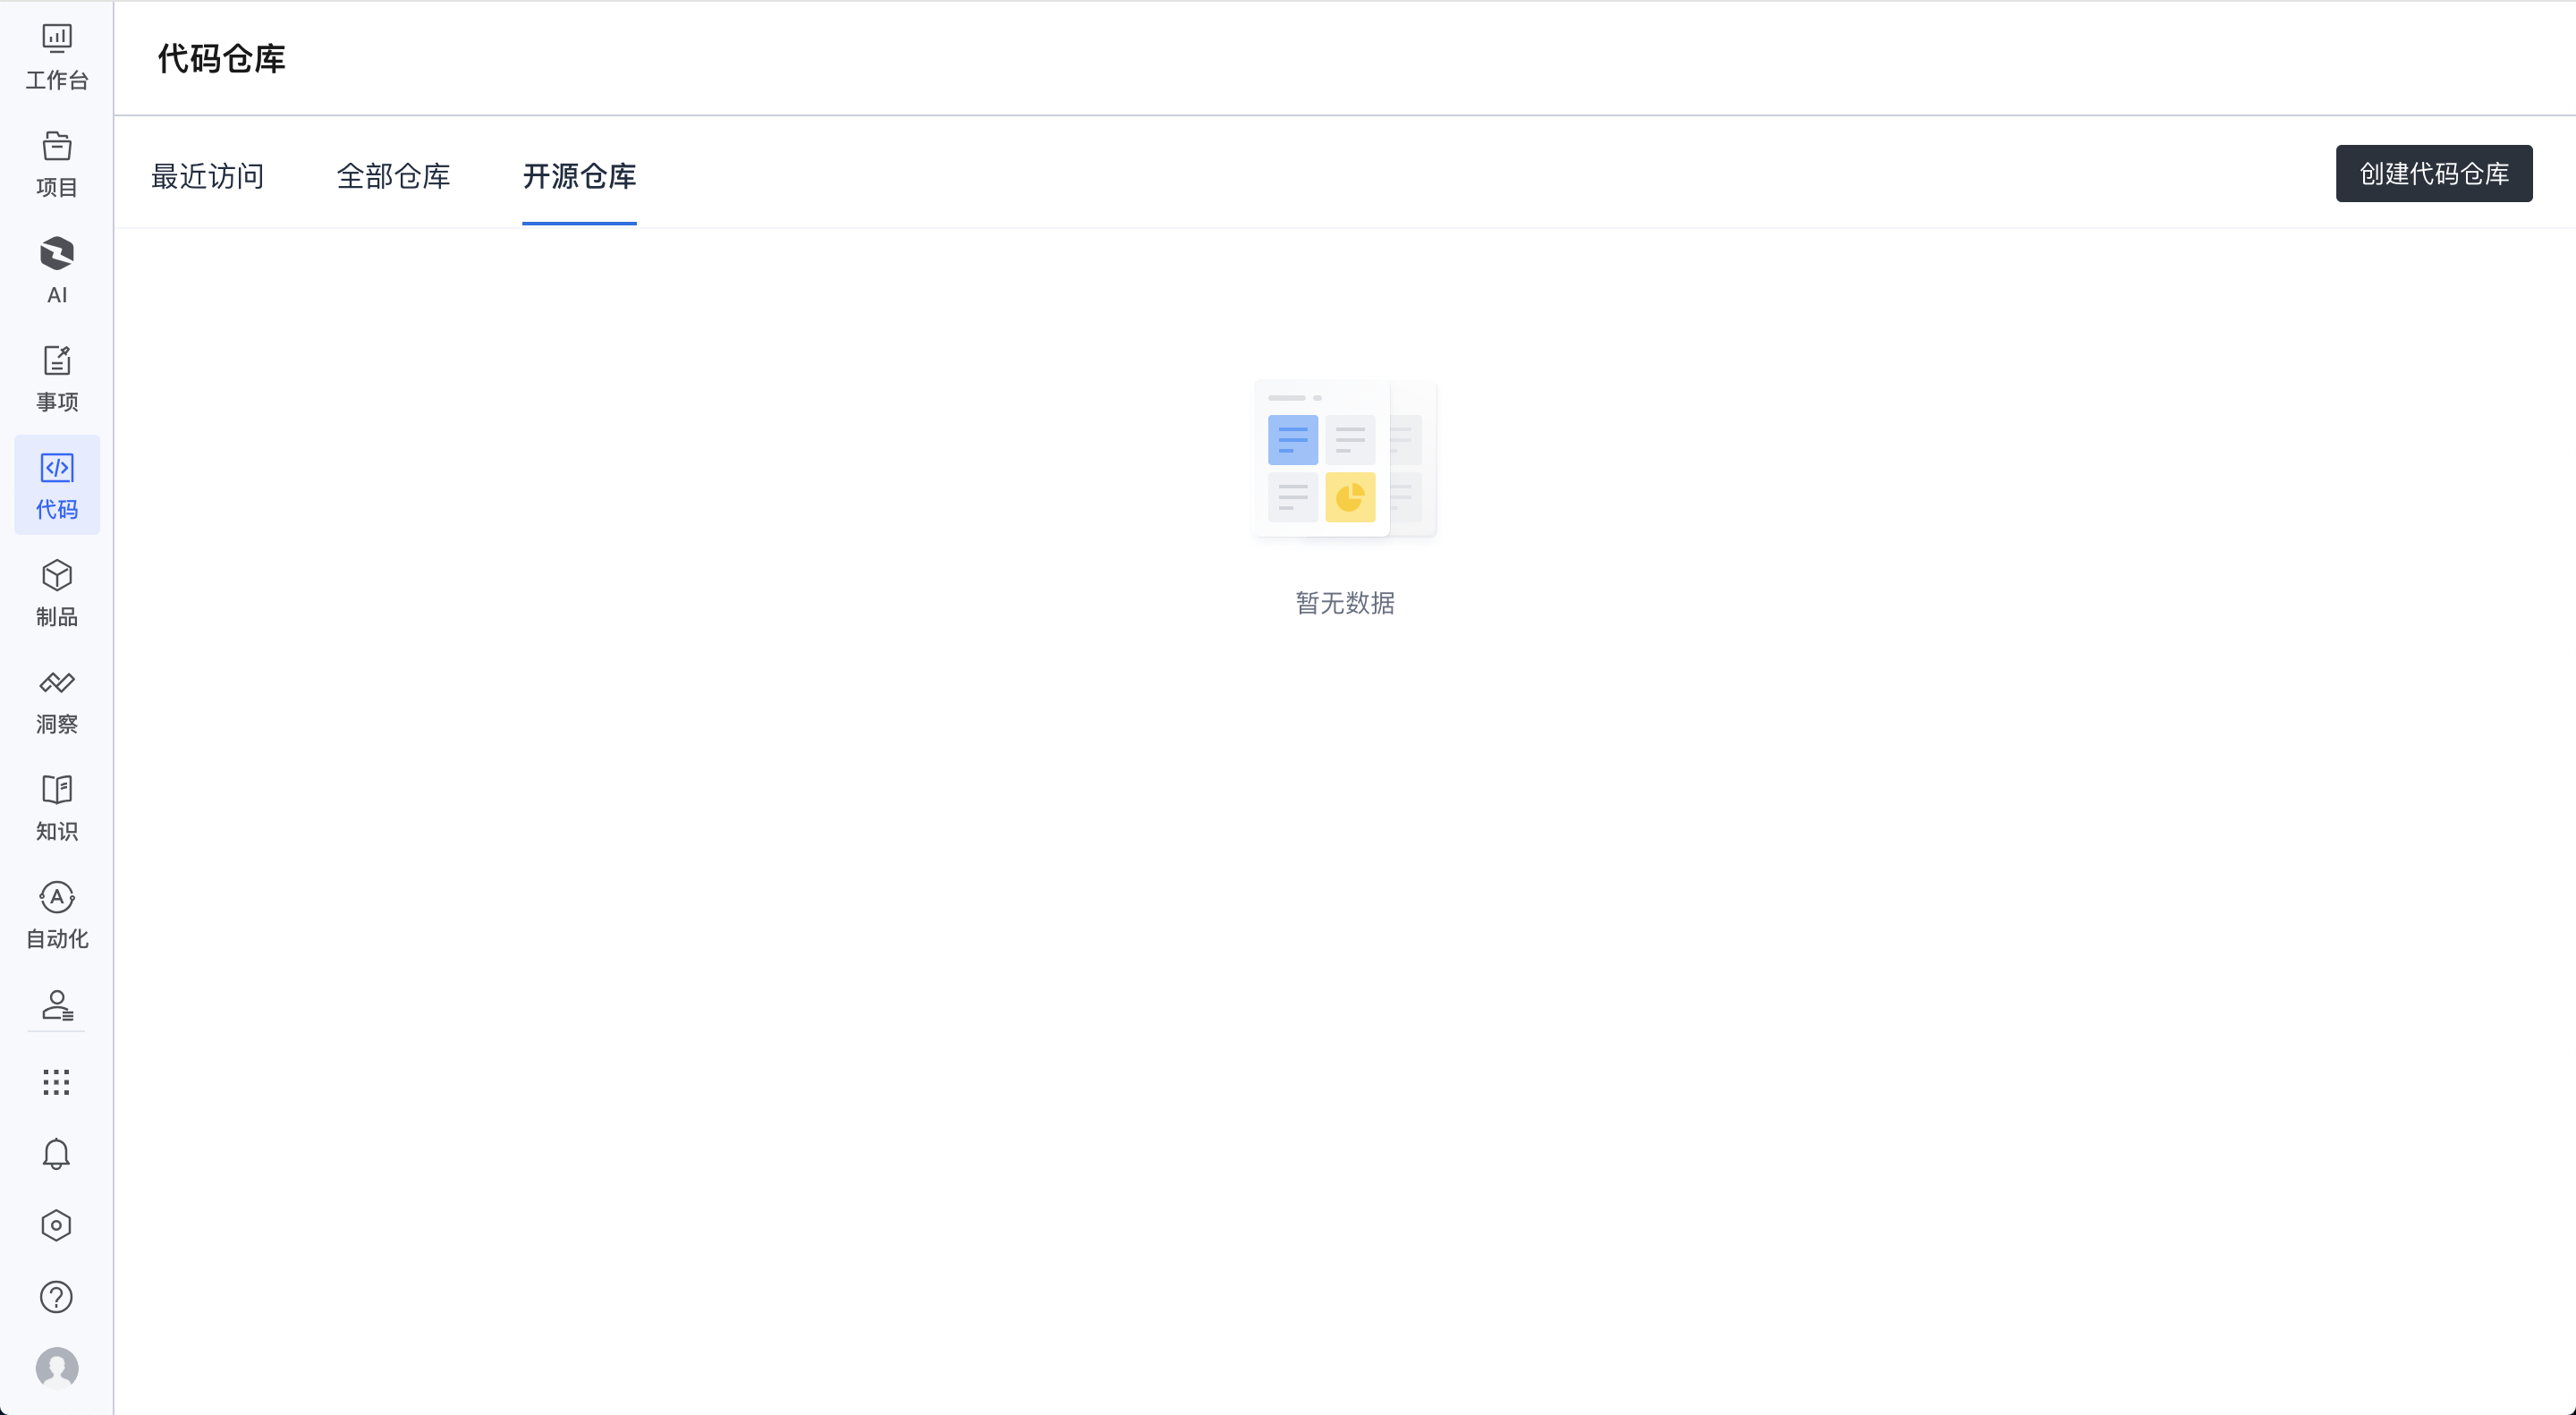 工作台
项目
AI
事项
代码
制品
洞察
知识
自动化
代码仓库
最近访问
全部仓库
开源仓库
创建代码仓库
暂无数据